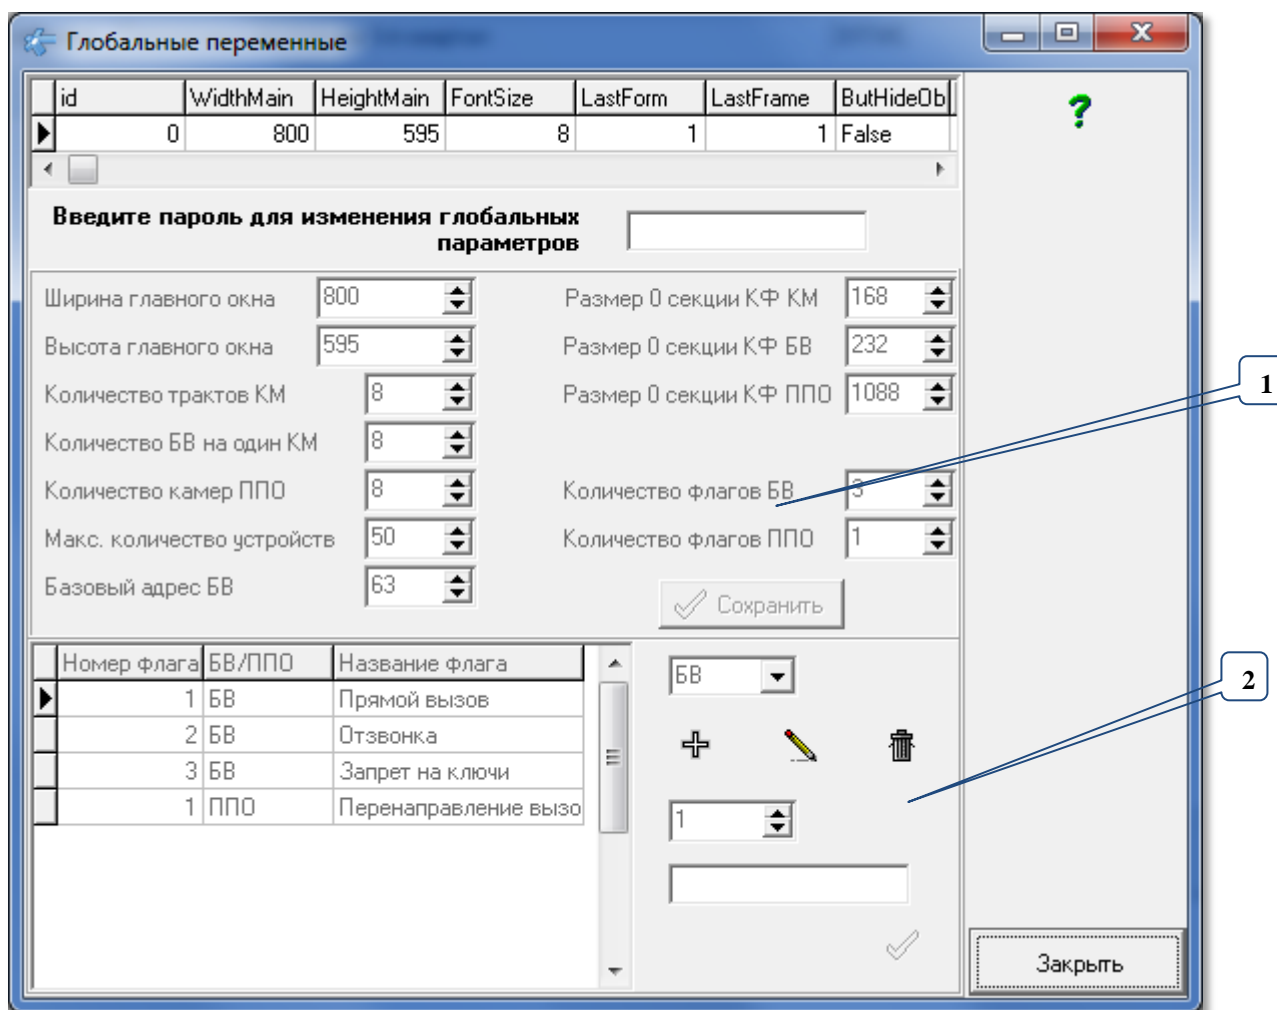 Глобальные переменные
id WidthMain HeightMain FontSize LastForm LastFrame ButHideOb
0 800 595 8 1 1 False
Введите пароль для изменения глобальных
параметров
Ширина главного окна 800 Размер 0 секции КФ КМ 168
Высота главного окна 595 Размер 0 секции КФ БВ 232
Количество трактов КМ 8 Размер 0 секции КФ ППО 1088
1
Количество БВ на один КМ 8
Количество камер ППО 8 Количество флагов БВ 3
Макс. количество устройств 50 Количество флагов ППО 1
Базовый адрес БВ 63
Сохранить
Номер флага БВ/ППО Название флага
БВ
2
1 БВ Прямой вызов
2 БВ Отзвонка
3 БВ Запрет на ключи
1 ППО Перенаправление вызо
1
Закрыть